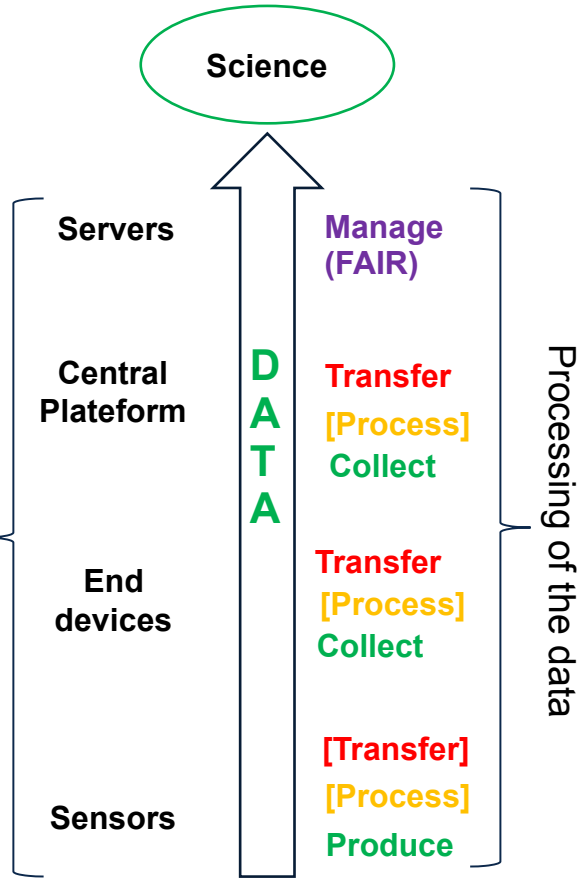 Science
Servers
Manage
(FAIR)
Central
Plateform
DATA
Transfer
[Process]
Collect
End
devices
Transfer
[Process]
Collect
Sensors
[Transfer]
[Process]
Produce
Processing of the data